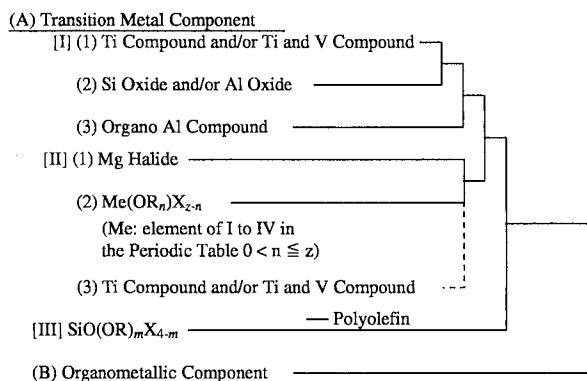 (A) Transition Metal Component
[I] (1) Ti Compound and/or Ti and V Compound
(2) Si Oxide and/or Al Oxide
(3) Organo Al Compound
[II] (1) Mg Halide
(2) Me(ORₙ)X_z-n
(Me: element of I to IV in
the Periodic Table 0 < n ≦ z)
(3) Ti Compound and/or Ti and V Compound
[III] SiO(OR)ₘX₄₋ₘ
— Polyolefin
(B) Organometallic Component